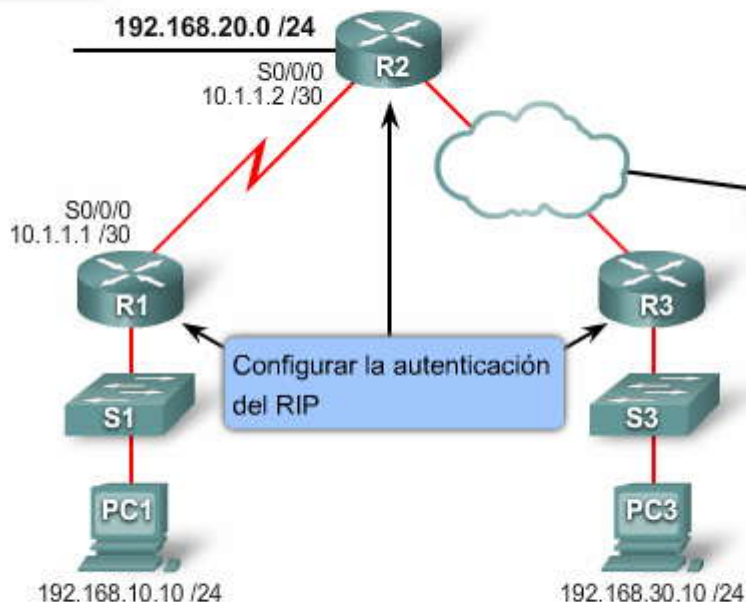 192.168.20.0 /24
R2
S0/0/0
10.1.1.2 /30
S0/0/0
10.1.1.1 /30
R1
R3
Configurar la autenticación
del RIP
S1
S3
PC1
PC3
192.168.10.10 /24
192.168.30.10 /24